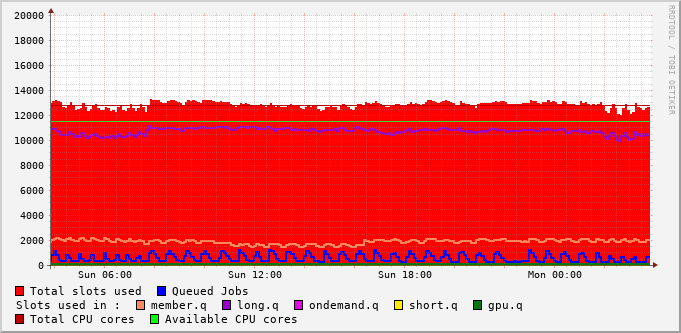 RRDTOOL / TOBI OETIKER
20000
18000
16000
14000
12000
10000
8000
6000
4000
2000
0
Sun 06:00 Sun 12:00 Sun 18:00 Mon 00:00
Total slots used Queued Jobs
Slots used in : member.q long.q ondemand.q short.q gpu.q
Total CPU cores Available CPU cores